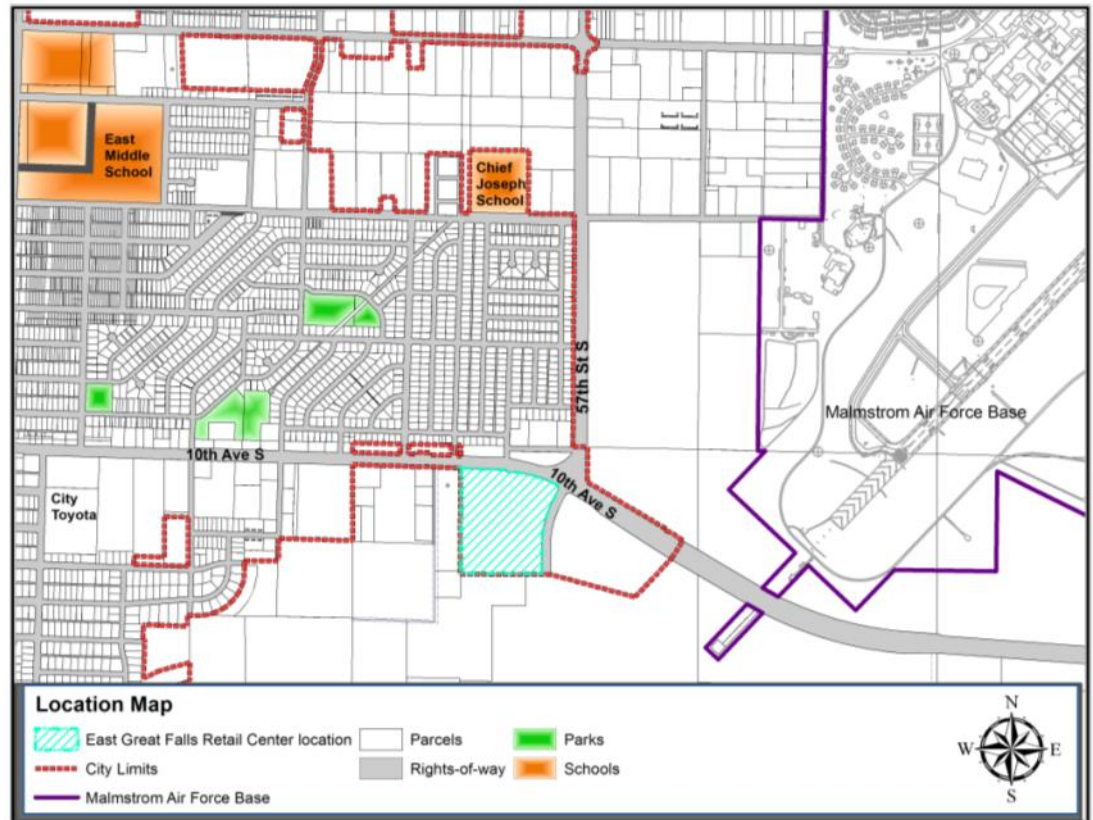 East
Middle
School
Chief
Joseph
School
57th St S
Malmstrom Air Force Base
10th Ave S
10th Ave S
City
Toyota
Location Map
East Great Falls Retail Center location
Parcels
Parks
City Limits
Rights-of-way
Schools
Malmstrom Air Force Base
N
W
E
S